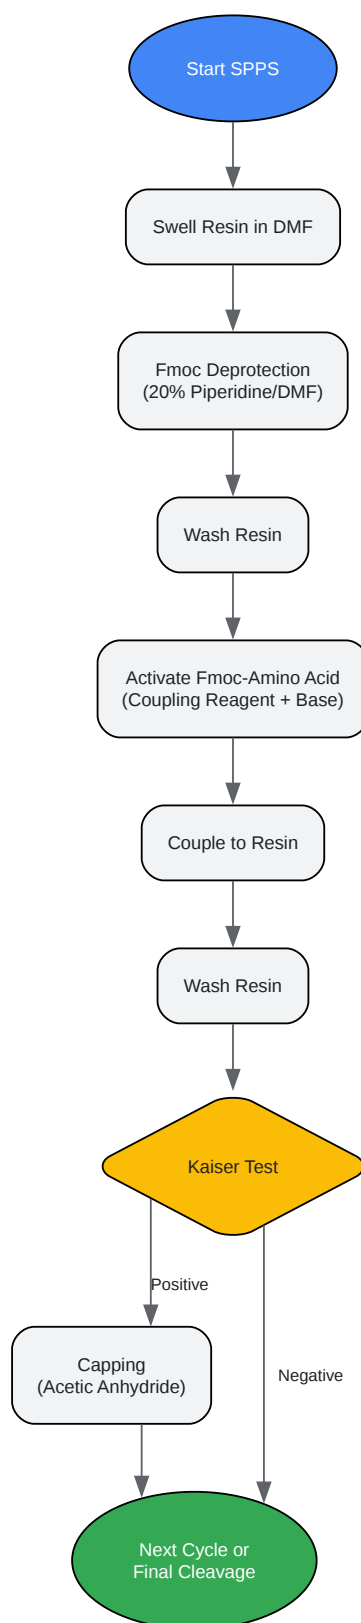 Start SPPS
Swell Resin in DMF
Fmoc Deprotection
(20% Piperidine/DMF)
Wash Resin
Activate Fmoc-Amino Acid
(Coupling Reagent + Base)
Couple to Resin
Wash Resin
Kaiser Test
Positive
Capping
(Acetic Anhydride)
Negative
Next Cycle or
Final Cleavage